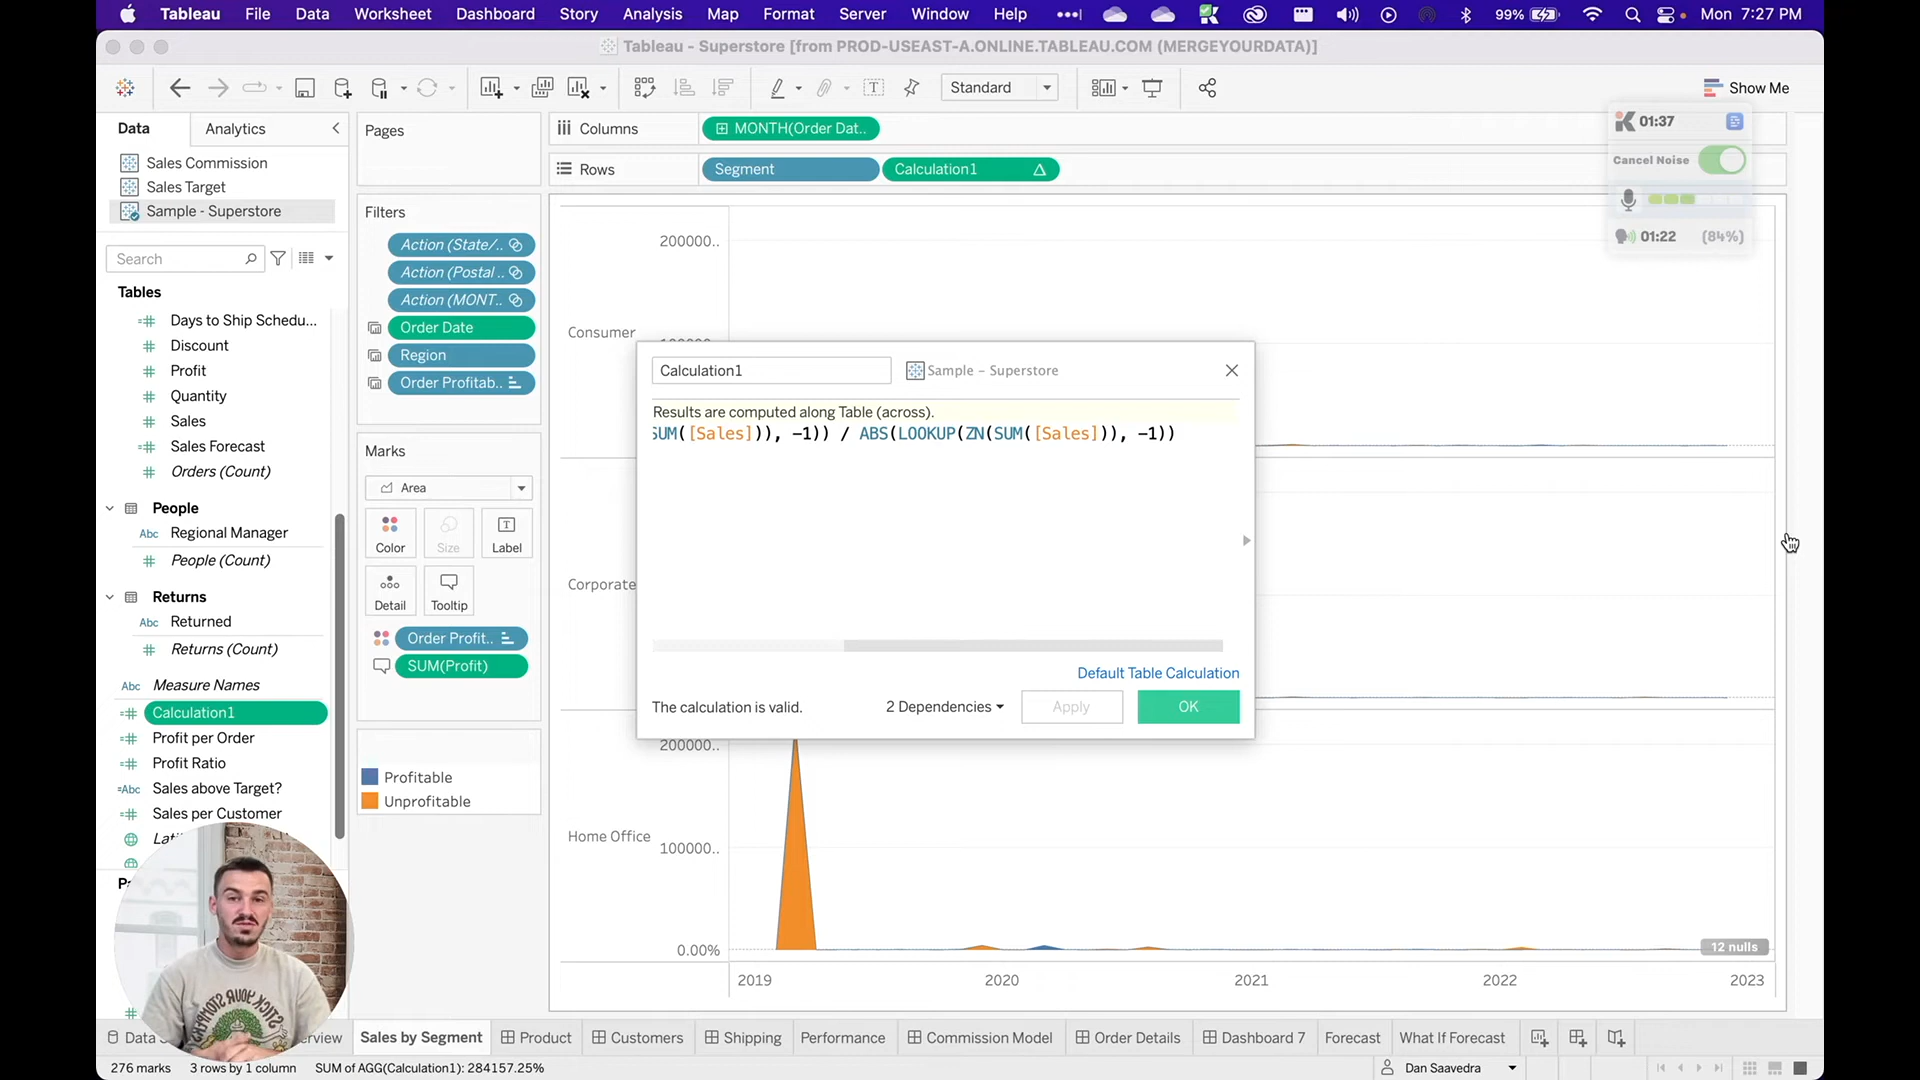 Tableau File Data Worksheet Dashboard Story Analysis Map Format Server Window Help 99% Mon 7:27 PM
Tableau - Superstore [from PROD-USEAST-A.ONLINE.TABLEAU.COM (MERGEYOURDATA)]
Standard
Show Me
Data
Analytics
Sales Commission
Sales Target
Sample - Superstore
Search
Tables
Days to Ship Schedu...
Discount
Profit
Quantity
Sales
Sales Forecast
Orders (Count)
People
Abc Regional Manager
People (Count)
Returns
Abc Returned
Returns (Count)
Abc Measure Names
Calculation1
Profit per Order
Profit Ratio
=Abc Sales above Target?
Sales per Customer
Pages
Filters
Action (State/..
Action (Postal ..
Action (MONT..
Order Date
Region
Order Profitab..
Marks
Area
Color
Size
Label
Detail
Tooltip
Order Profit..
SUM(Profit)
Profitable
Unprofitable
Columns
MONTH(Order Dat..
Rows
Segment
Calculation1
01:37
Cancel Noise
01:22 (84%)
200000..
Consumer
Corporate
200000..
Home Office
100000..
0.00%
12 nulls
2019
2020
2021
2022
2023
Calculation1
Sample - Superstore
Results are computed along Table (across).
SUM([Sales])), -1)) / ABS(LOOKUP(ZN(SUM([Sales])), -1))
Default Table Calculation
The calculation is valid.
2 Dependencies
Apply
OK
STICK YOUR STOMPER
Data
erview
Sales by Segment
Product
Customers
Shipping
Performance
Commission Model
Order Details
Dashboard 7
Forecast
What If Forecast
276 marks 3 rows by 1 column SUM of AGG(Calculation1): 284157.25%
Dan Saavedra